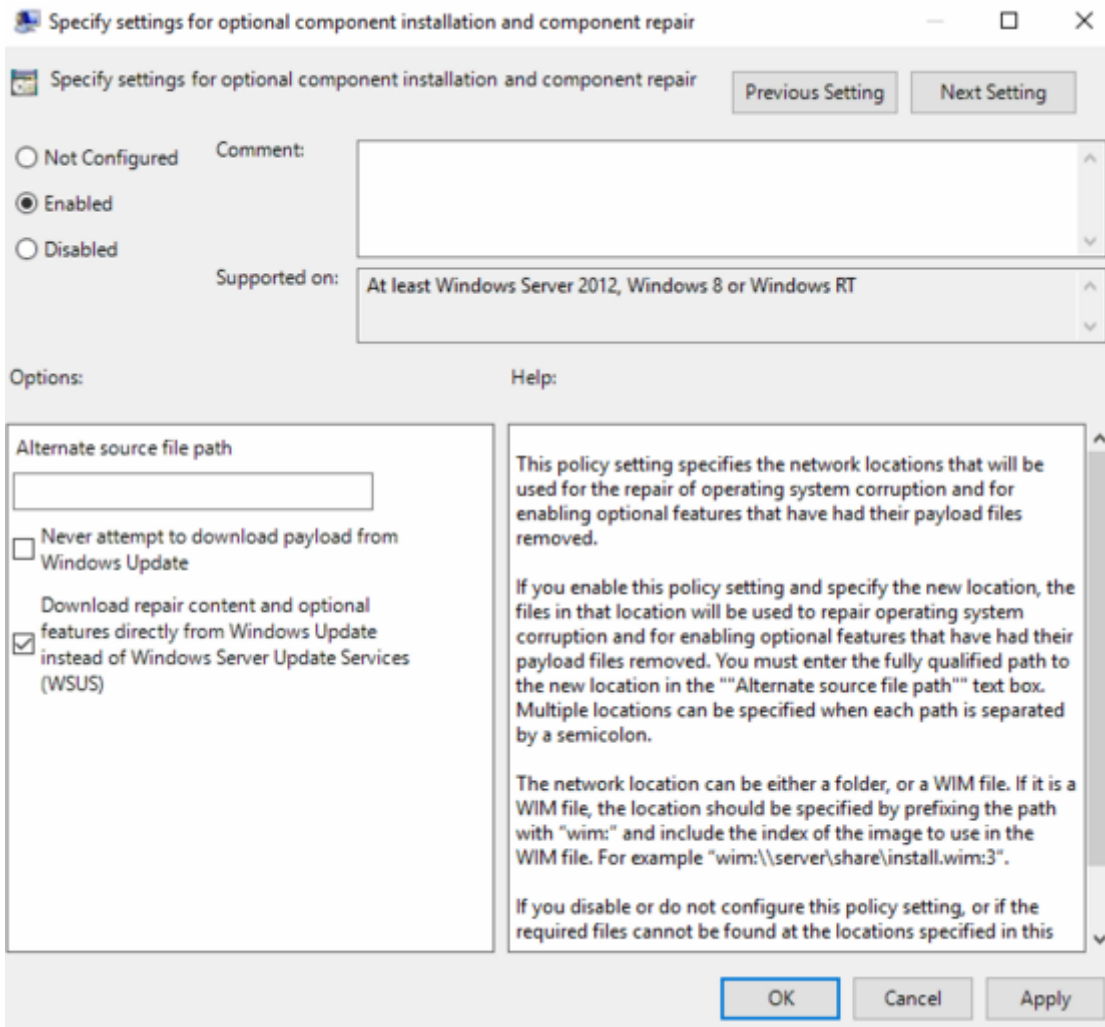 Specify settings for optional component installation and component repair
Specify settings for optional component installation and component repair
Previous Setting
Next Setting
Not Configured
Comment:
Enabled
Disabled
Supported on:
At least Windows Server 2012, Windows 8 or Windows RT
Options:
Help:
Alternate source file path
Never attempt to download payload from
Windows Update
Download repair content and optional
features directly from Windows Update
instead of Windows Server Update Services
(WSUS)
This policy setting specifies the network locations that will be
used for the repair of operating system corruption and for
enabling optional features that have had their payload files
removed.
If you enable this policy setting and specify the new location, the
files in that location will be used to repair operating system
corruption and for enabling optional features that have had their
payload files removed. You must enter the fully qualified path to
the new location in the ""Alternate source file path"" text box.
Multiple locations can be specified when each path is separated
by a semicolon.
The network location can be either a folder, or a WIM file. If it is a
WIM file, the location should be specified by prefixing the path
with “wim:” and include the index of the image to use in the
WIM file. For example “wim:\\server\share\install.wim:3”.
If you disable or do not configure this policy setting, or if the
required files cannot be found at the locations specified in this
OK
Cancel
Apply